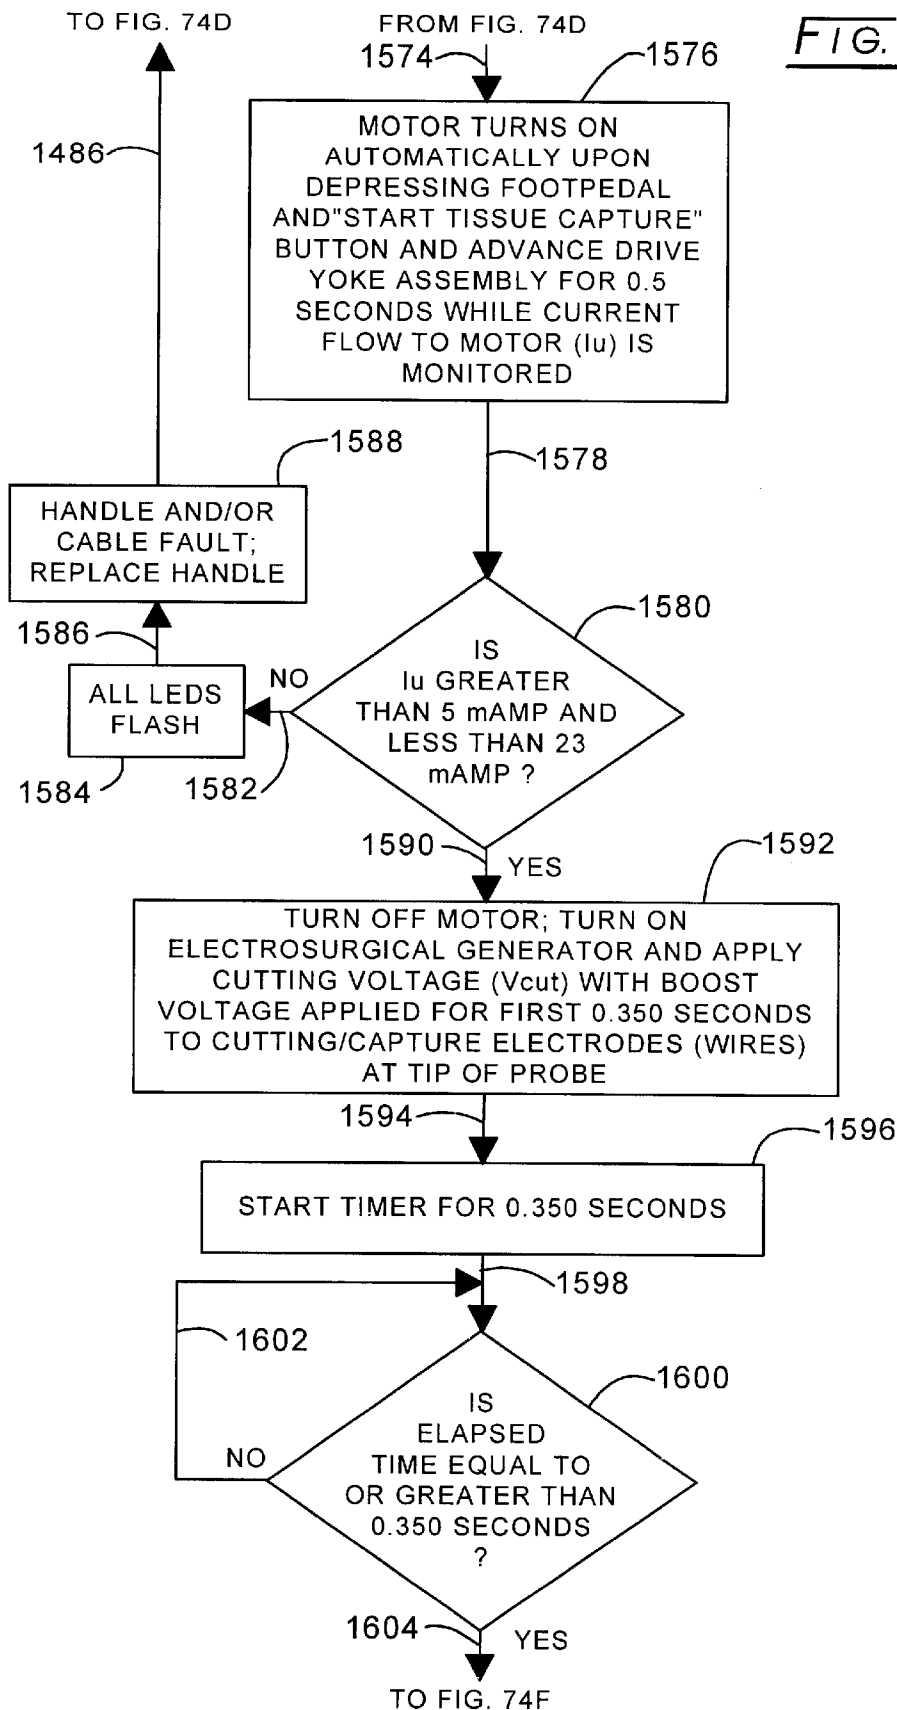 TO FIG. 74D
FROM FIG. 74D
FIG.
1574
1576
MOTOR TURNS ON
AUTOMATICALLY UPON
DEPRESSING FOOTPEDAL
AND"START TISSUE CAPTURE"
BUTTON AND ADVANCE DRIVE
YOKE ASSEMBLY FOR 0.5
SECONDS WHILE CURRENT
FLOW TO MOTOR (Iu) IS
MONITORED
1486
1578
1588
HANDLE AND/OR
CABLE FAULT;
REPLACE HANDLE
1586
ALL LEDS
FLASH
1584
NO
1582
1580
IS
Iu GREATER
THAN 5 mAMP AND
LESS THAN 23
mAMP ?
1590
YES
1592
TURN OFF MOTOR; TURN ON
ELECTROSURGICAL GENERATOR AND APPLY
CUTTING VOLTAGE (Vcut) WITH BOOST
VOLTAGE APPLIED FOR FIRST 0.350 SECONDS
TO CUTTING/CAPTURE ELECTRODES (WIRES)
AT TIP OF PROBE
1594
1596
START TIMER FOR 0.350 SECONDS
1598
1602
1600
NO
IS
ELAPSED
TIME EQUAL TO
OR GREATER THAN
0.350 SECONDS
?
1604
YES
TO FIG. 74F